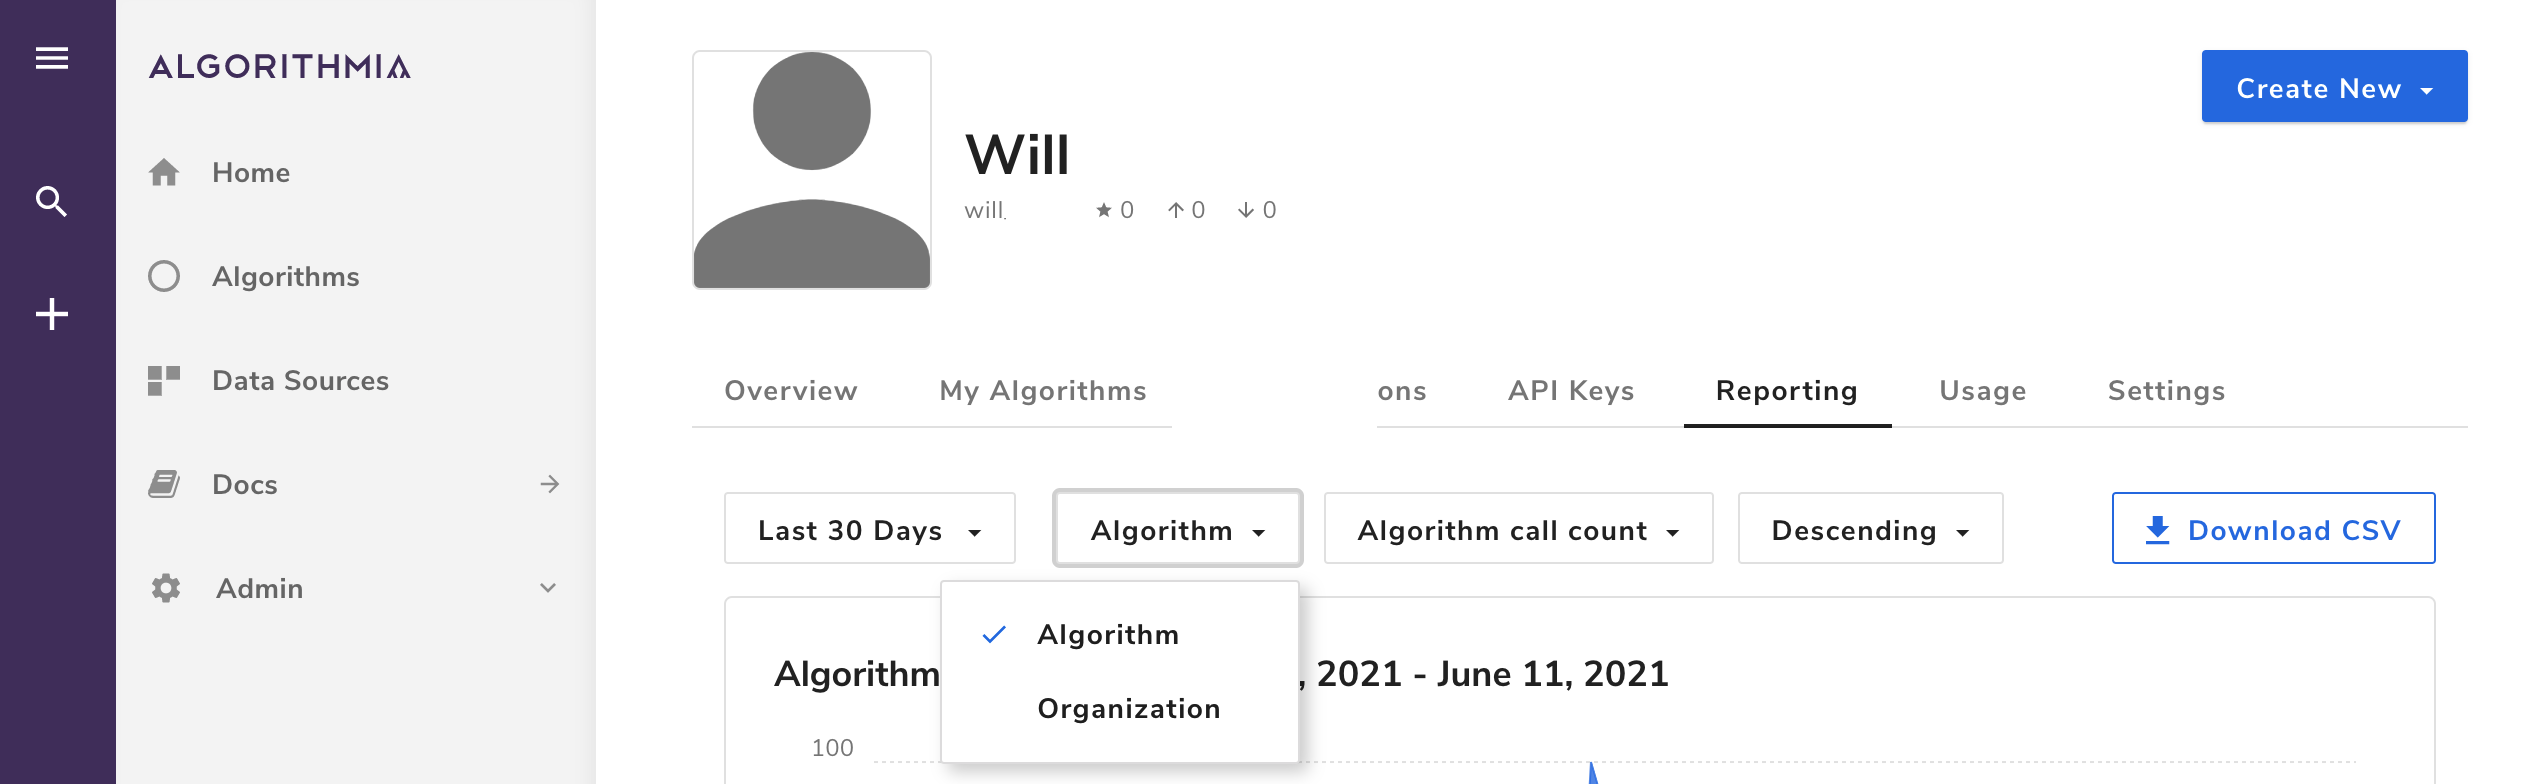 ALGORITHMIA
Home
Algorithms
Data Sources
Docs
Admin
Create New
Will
will.
0 0 0
Overview My Algorithms ons API Keys Reporting Usage Settings
Last 30 Days Algorithm Algorithm call count Descending Download CSV
Algorithm
Organization
Algorithm , 2021 - June 11, 2021
100